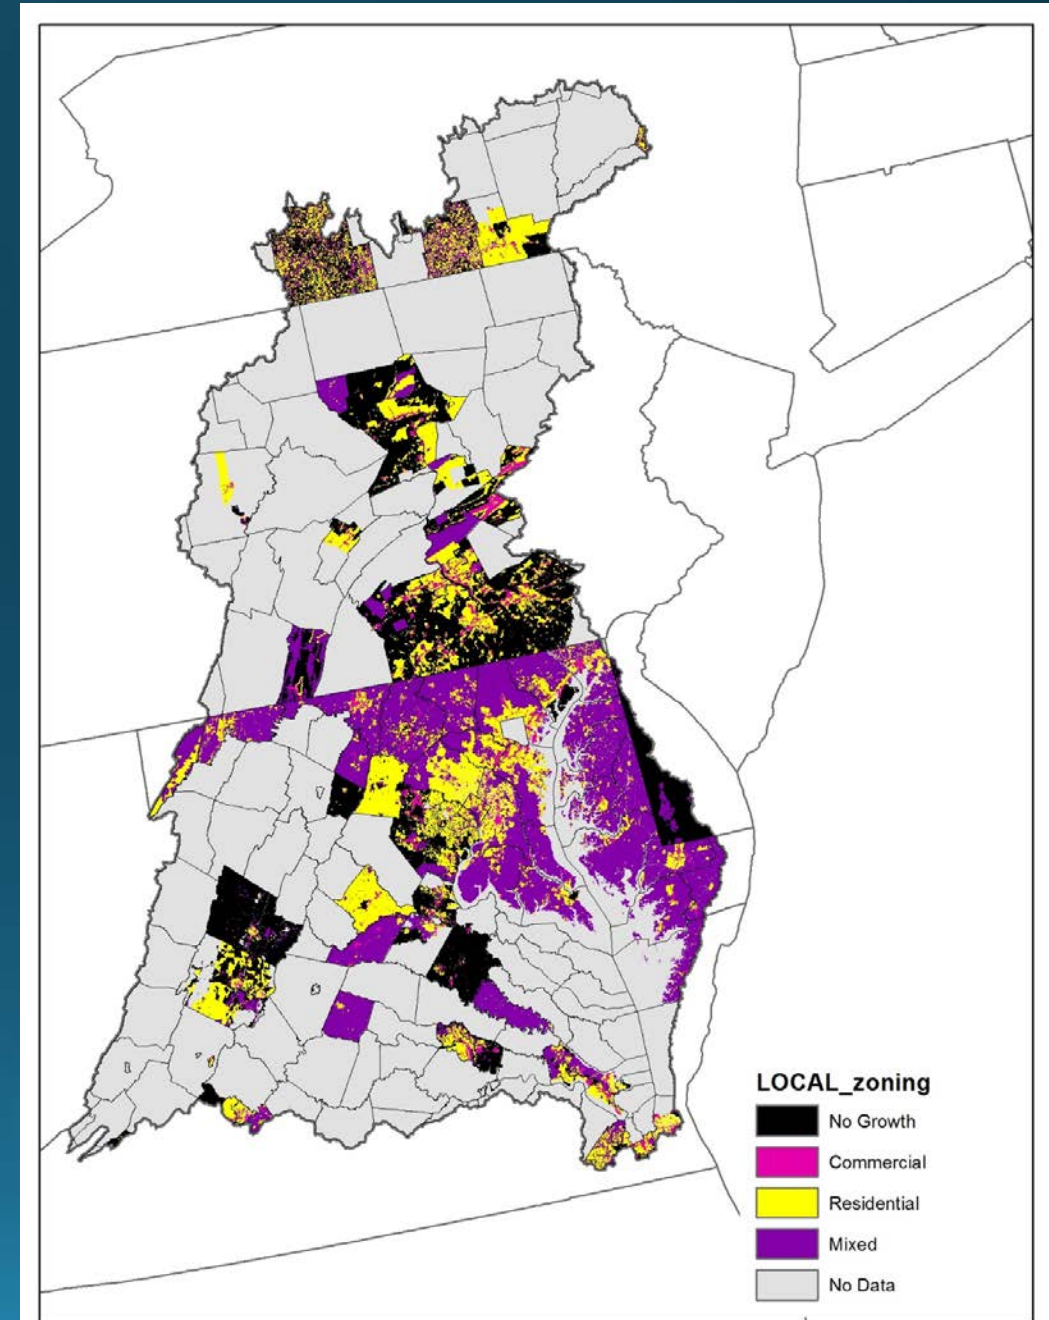 LOCAL_zoning
No Growth
Commercial
Residential
Mixed
No Data